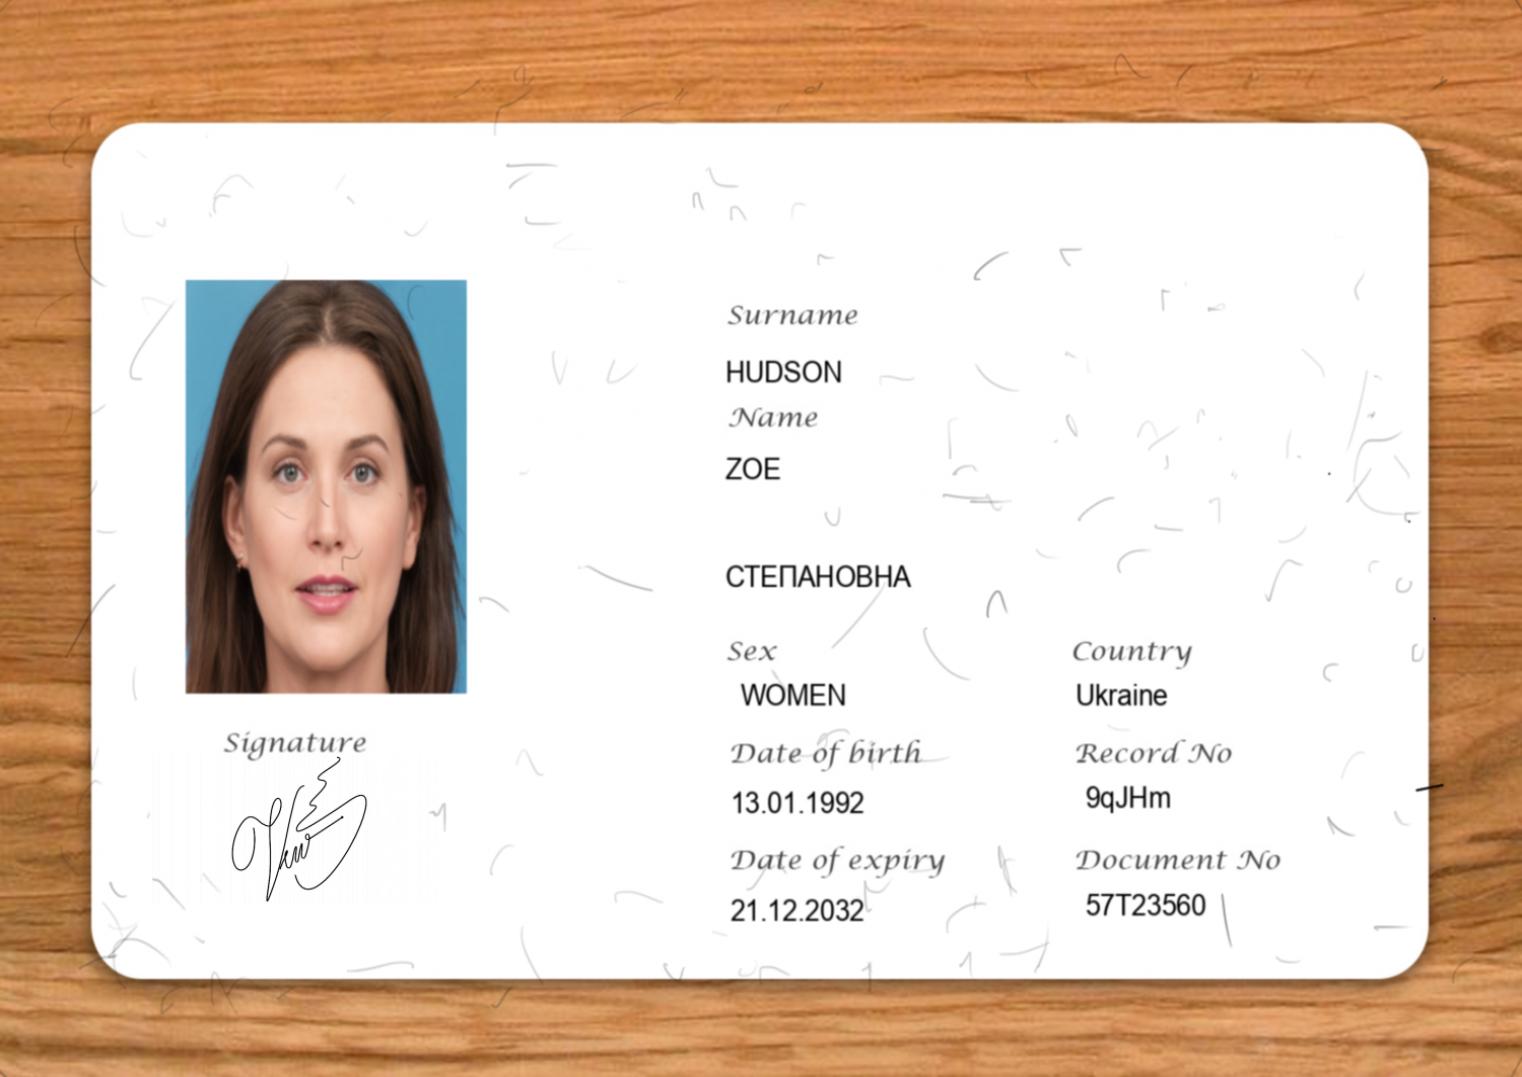 Surname
HUDSON
Name
ZOE
СТЕПАНОВНА
Sex
Country
WOMEN
Ukraine
Date of birth
Record No
13.01.1992
9qJHm
Date of expiry
Document No
21.12.2032
57T23560
Signature